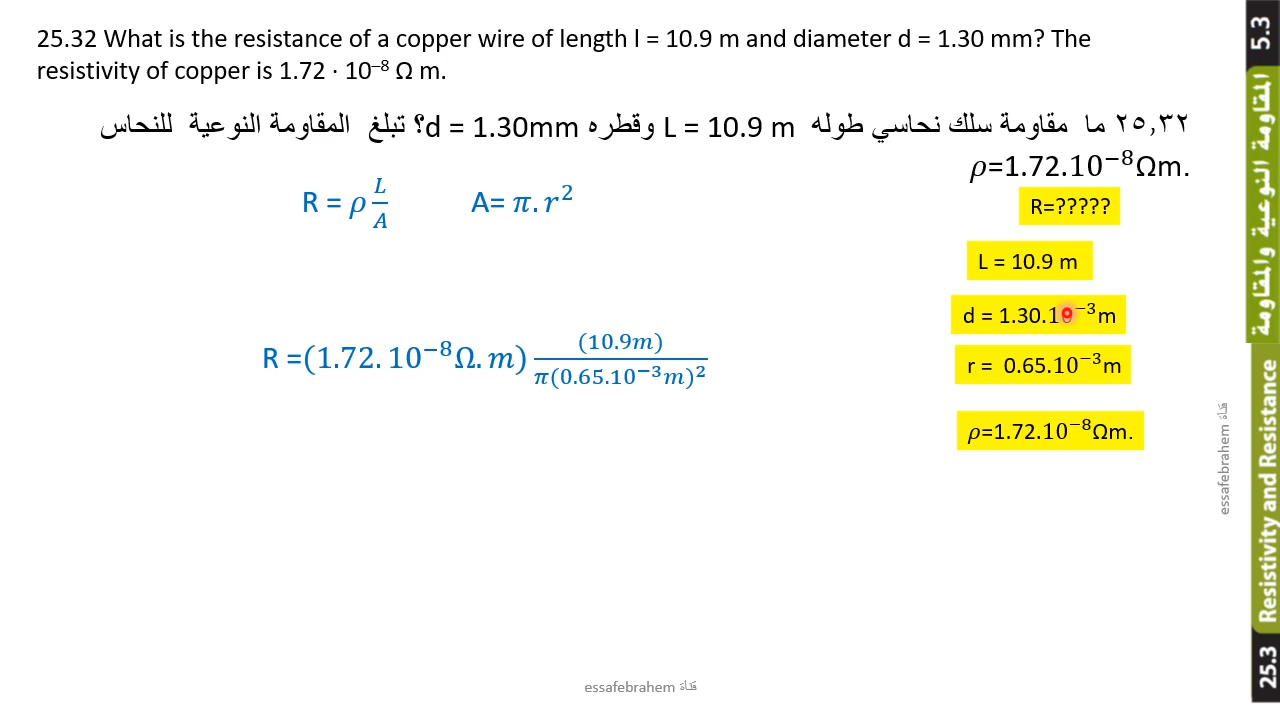 25.32 What is the resistance of a copper wire of length l = 10.9 m and diameter d = 1.30 mm? The
resistivity of copper is 1.72 · 10⁻⁸ Ω m.
٢٥,٣٢ ما مقاومة سلك نحاسي طوله L = 10.9 m وقطره d = 1.30mm؟ تبلغ المقاومة النوعية للنحاس
ρ=1.72.10⁻⁸Ωm.
R = ρ L/A
A= π.r²
R=?????
L = 10.9 m
d = 1.30.10⁻³m
R =(1.72. 10⁻⁸Ω. m) (10.9m)/π(0.65.10⁻³m)²
r = 0.65.10⁻³m
ρ=1.72.10⁻⁸Ωm.
essafebrahem قناة
essafebrahem قناة
5.3
المقاومة النوعية والمقاومة
Resistivity and Resistance
25.3